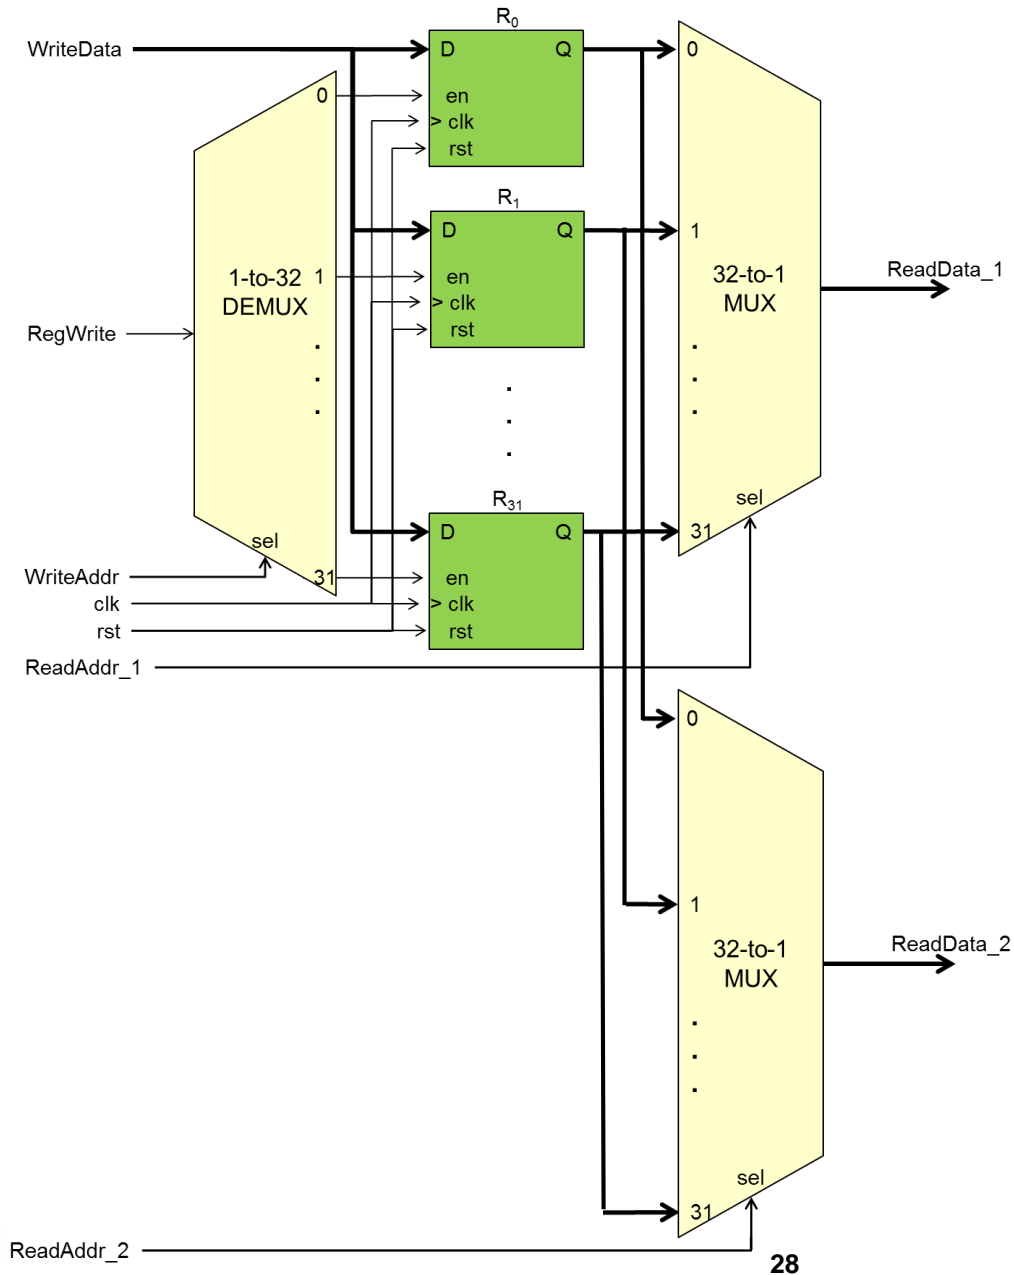 R0
WriteData
D
Q
0
0
en
> clk
rst
R1
D
Q
1
1-to-32
DEMUX
1
en
> clk
rst
32-to-1
MUX
ReadData_1
RegWrite
.
.
.
.
.
.
.
.
.
sel
R31
D
Q
31
sel
WriteAddr
31
en
clk
> clk
rst
rst
ReadAddr_1
0
1
32-to-1
MUX
ReadData_2
.
.
.
sel
31
ReadAddr_2
28